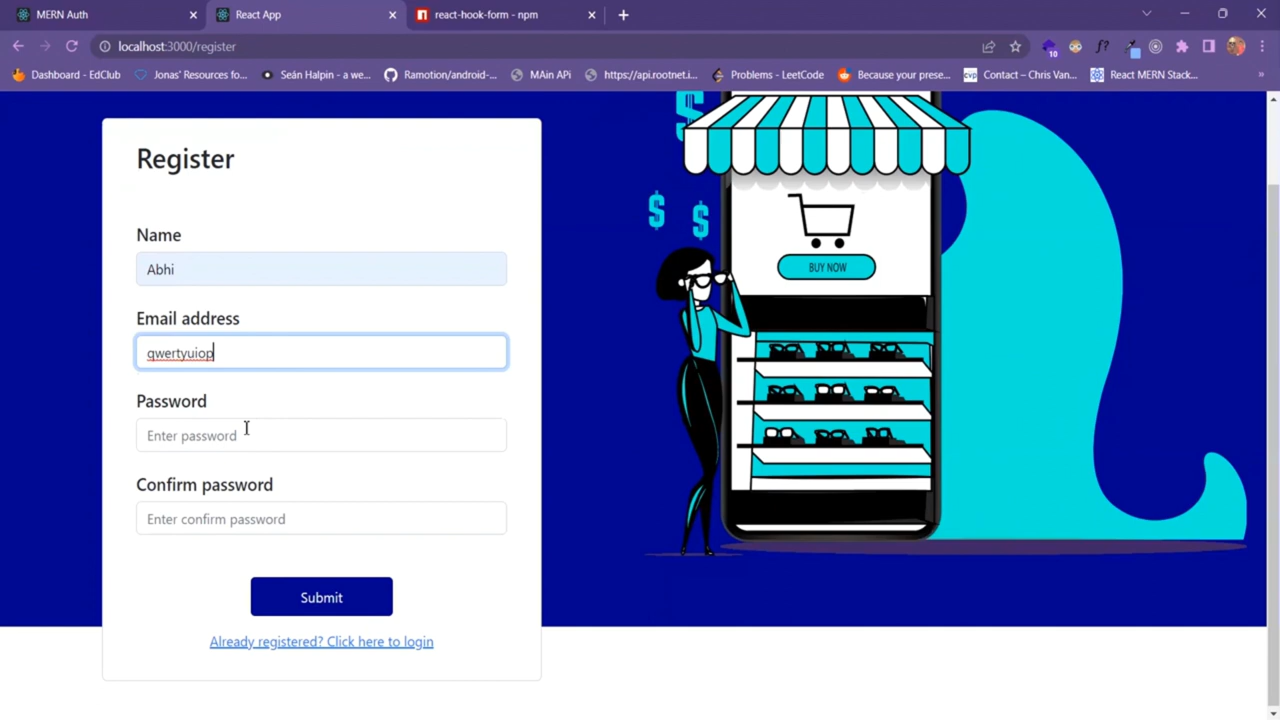 MERN Auth
React App
react-hook-form - npm
localhost:3000/register
10
f?
Dashboard - EdClub
Jonas' Resources fo...
Seán Halpin - a we...
Ramotion/android-...
MAin APi
https://api.rootnet.i...
Problems - LeetCode
Because your prese...
cvp
Contact – Chris Van...
React MERN Stack...
»
Register
Name
Abhi
Email address
qwertyuiop
Password
Enter password
Confirm password
Enter confirm password
Submit
Already registered? Click here to login
$
$ $
BUY NOW